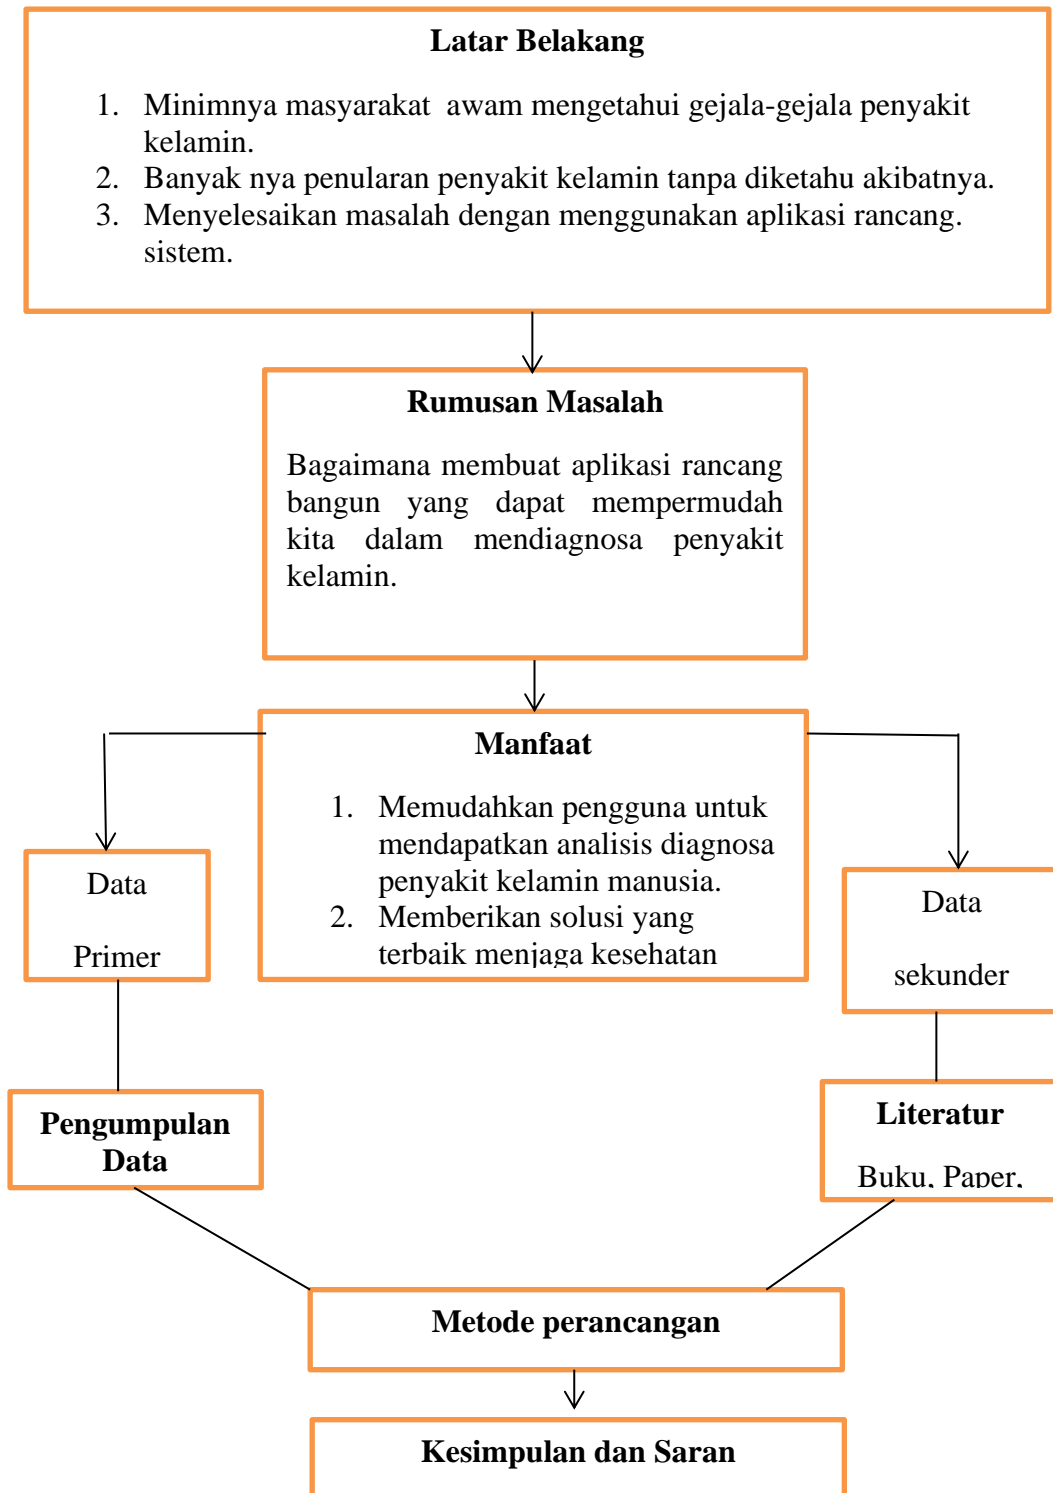 Latar Belakang
1. Minimnya masyarakat awam mengetahui gejala-gejala penyakit
kelamin.
2. Banyak nya penularan penyakit kelamin tanpa diketahu akibatnya.
3. Menyelesaikan masalah dengan menggunakan aplikasi rancang.
sistem.
Rumusan Masalah
Bagaimana membuat aplikasi rancang
bangun yang dapat mempermudah
kita dalam mendiagnosa penyakit
kelamin.
Manfaat
1. Memudahkan pengguna untuk
mendapatkan analisis diagnosa
penyakit kelamin manusia.
2. Memberikan solusi yang
terbaik menjaga kesehatan
Data
Primer
Data
sekunder
Pengumpulan
Data
Literatur
Buku, Paper,
Metode perancangan
Kesimpulan dan Saran